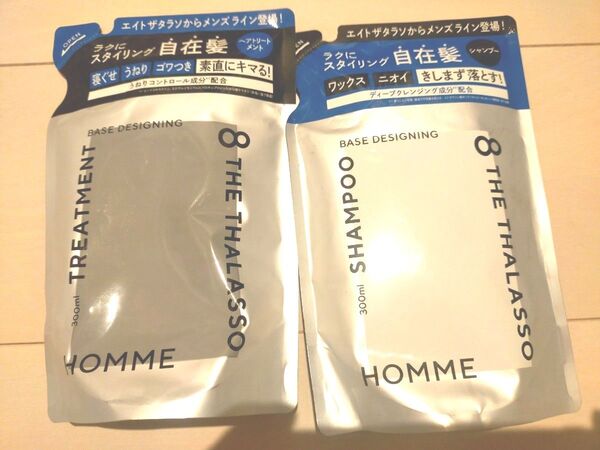 OPEN
エイトザタラソからメンズライン登場!
ラクに
スタイリング
自在髪
ヘアトリート
メント
寝ぐせ うねり ゴワつき 素直にキマる!
うねりコントロール成分 配合
BASE DESIGNING
TREATMENT
300ml
8 THE THALASSO
HOMME
エイトザタラソからメンズライン登場!
ラクに
スタイリング
自在髪
シャンプー
ワックス ニオイ きしまず落とす!
ディープクレンジング成分 配合
BASE DESIGNING
SHAMPOO
300ml
8 THE THALASSO
HOMME